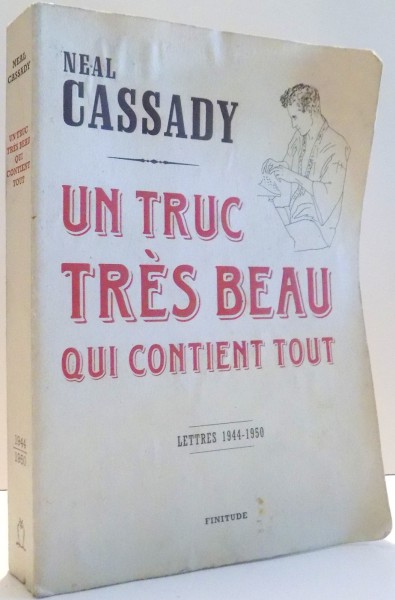 NEAL
CASSADY
UN TRUC
TRÈS BEAU
QUI CONTIENT TOUT
LETTRES 1944-1950
FINITUDE
NEAL
CASSADY
UN TRUC
TRÈS BEAU
QUI
CONTIENT
TOUT
1944
1950